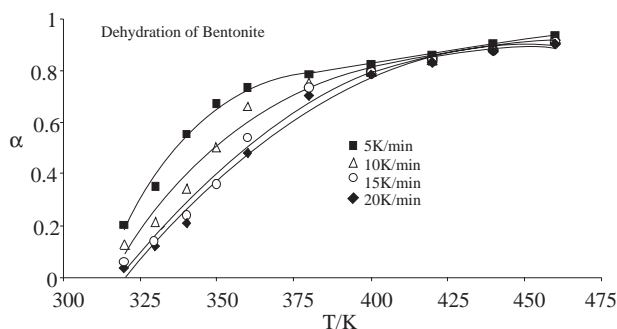 Dehydration of Bentonite
1
0.8
0.6
0.4
0.2
0
α
5K/min
10K/min
15K/min
20K/min
300 325 350 375 400 425 450 475
T/K